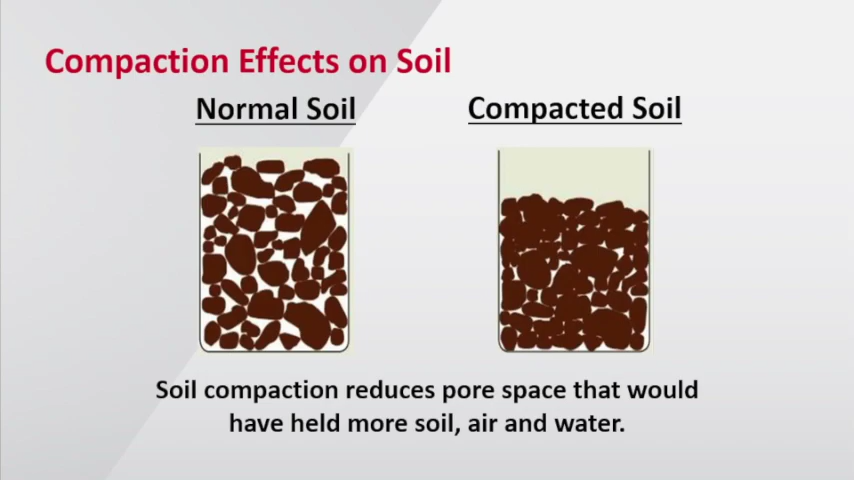 Compaction Effects on Soil
Normal Soil
Compacted Soil
Soil compaction reduces pore space that would
have held more soil, air and water.